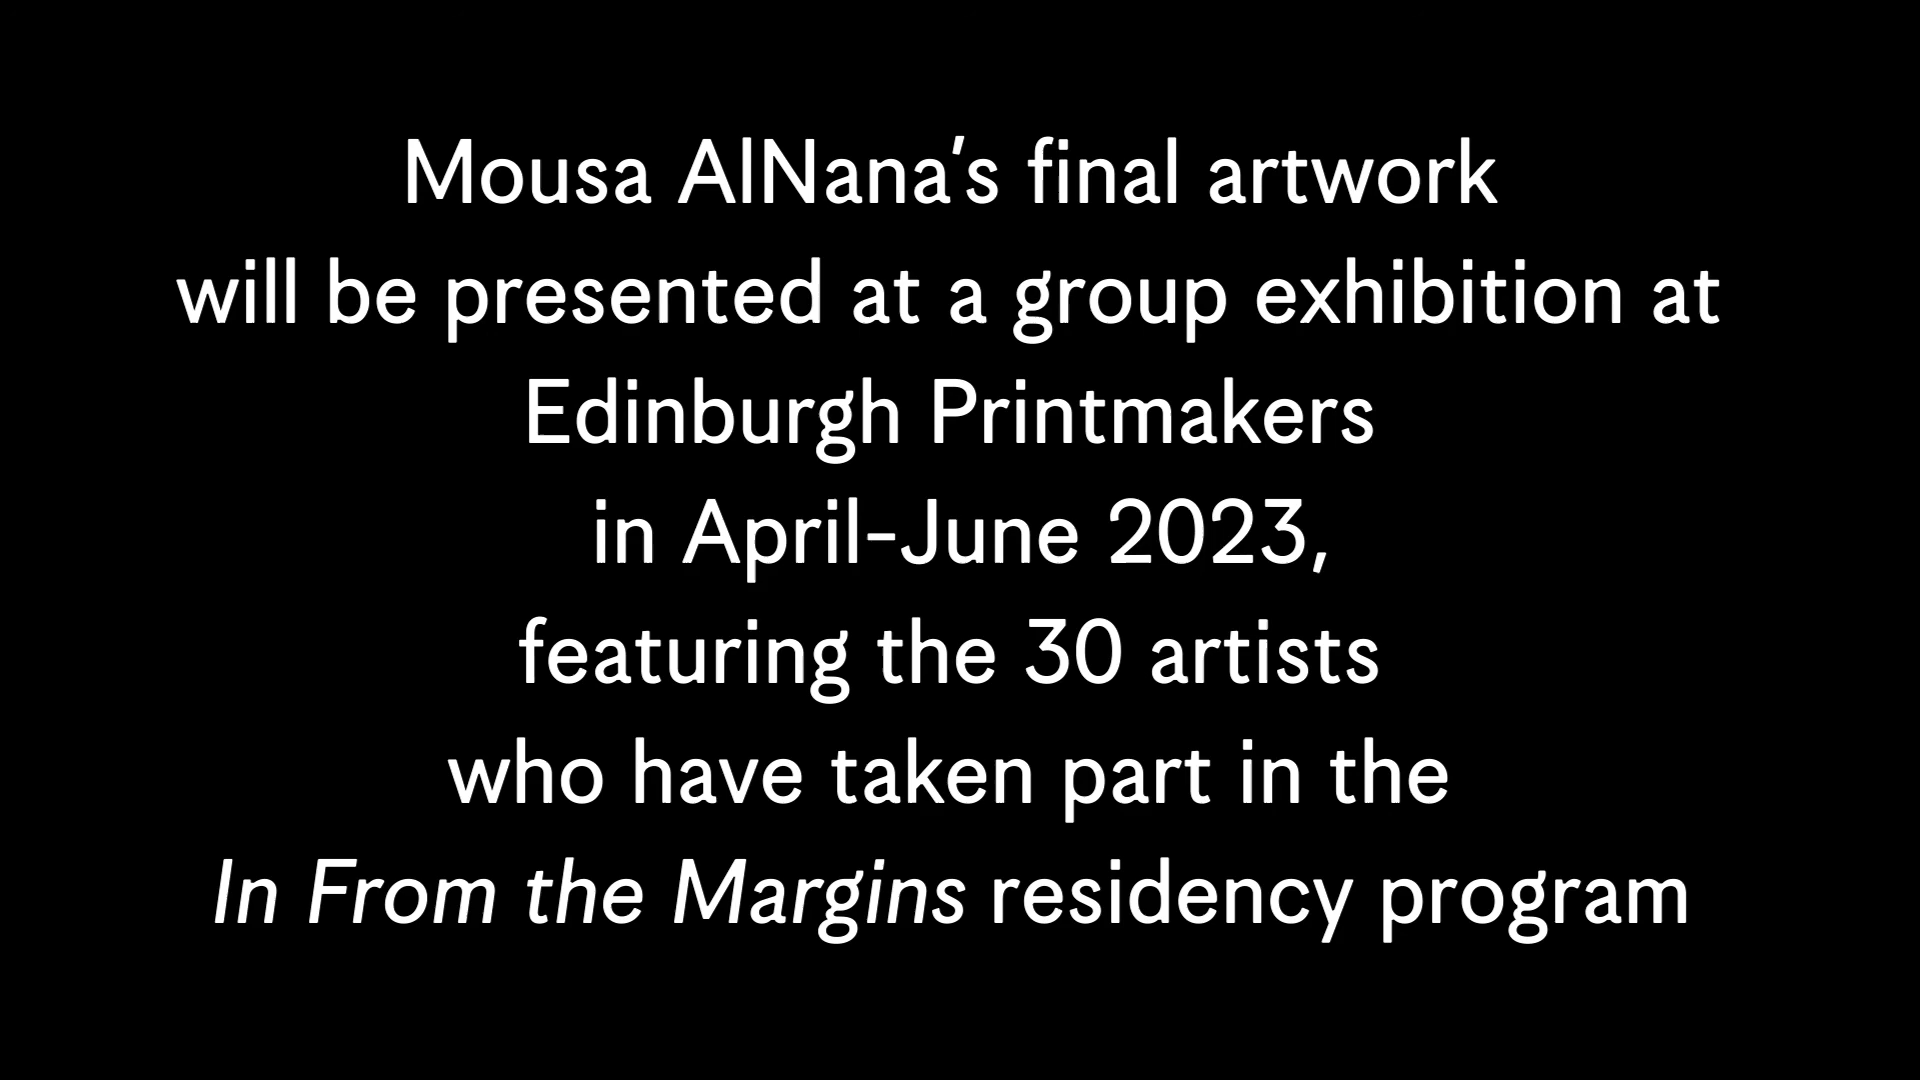 Mousa AlNana's final artwork
will be presented at a group exhibition at
Edinburgh Printmakers
in April-June 2023,
featuring the 30 artists
who have taken part in the
In From the Margins residency program